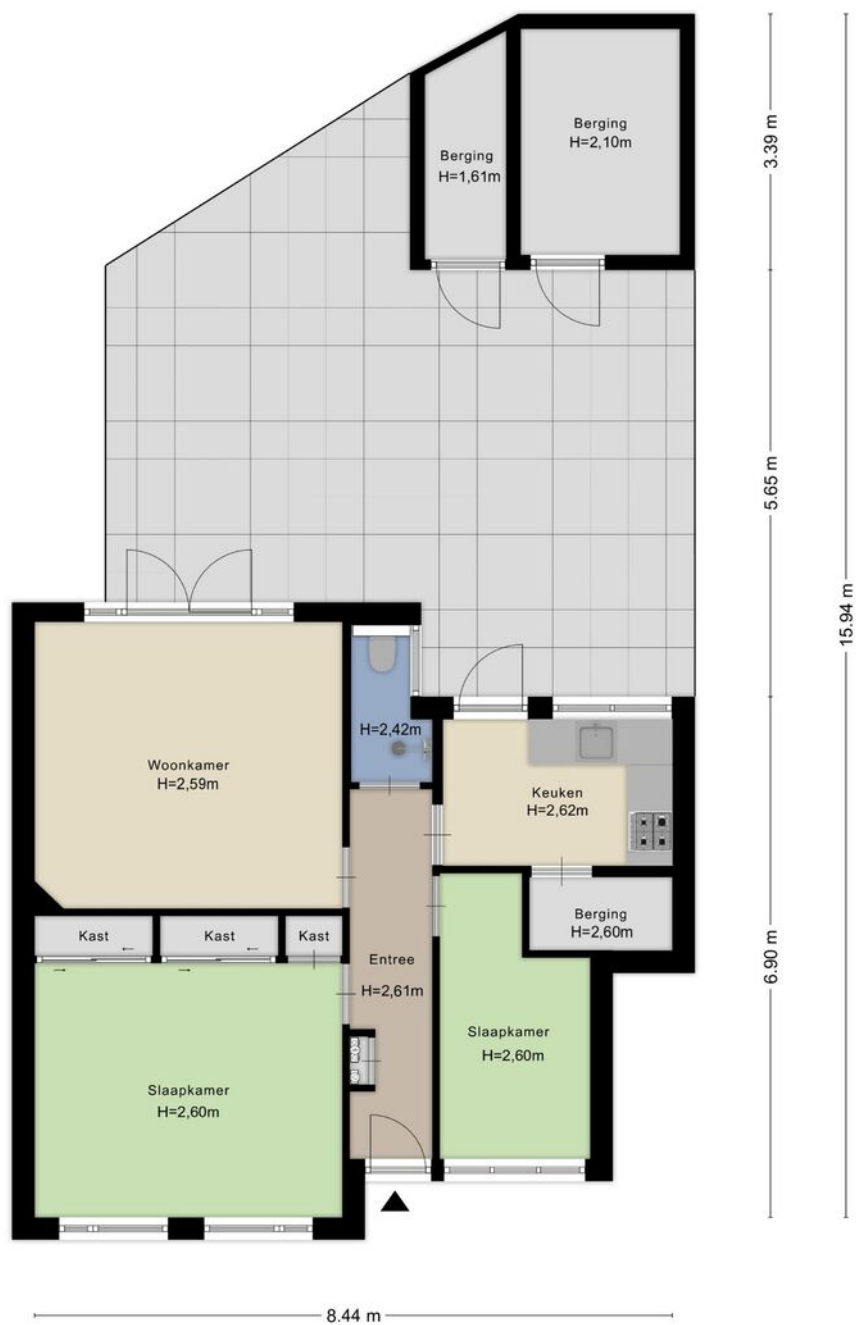 Berging
H=2,10m
Berging
H=1,61m
3.39 m
5.65 m
15.94 m
H=2,42m
Woonkamer
H=2,59m
Keuken
H=2,62m
Berging
H=2,60m
Kast
Kast
Kast
Entree
H=2,61m
6.90 m
Slaapkamer
H=2,60m
Slaapkamer
H=2,60m
8.44 m